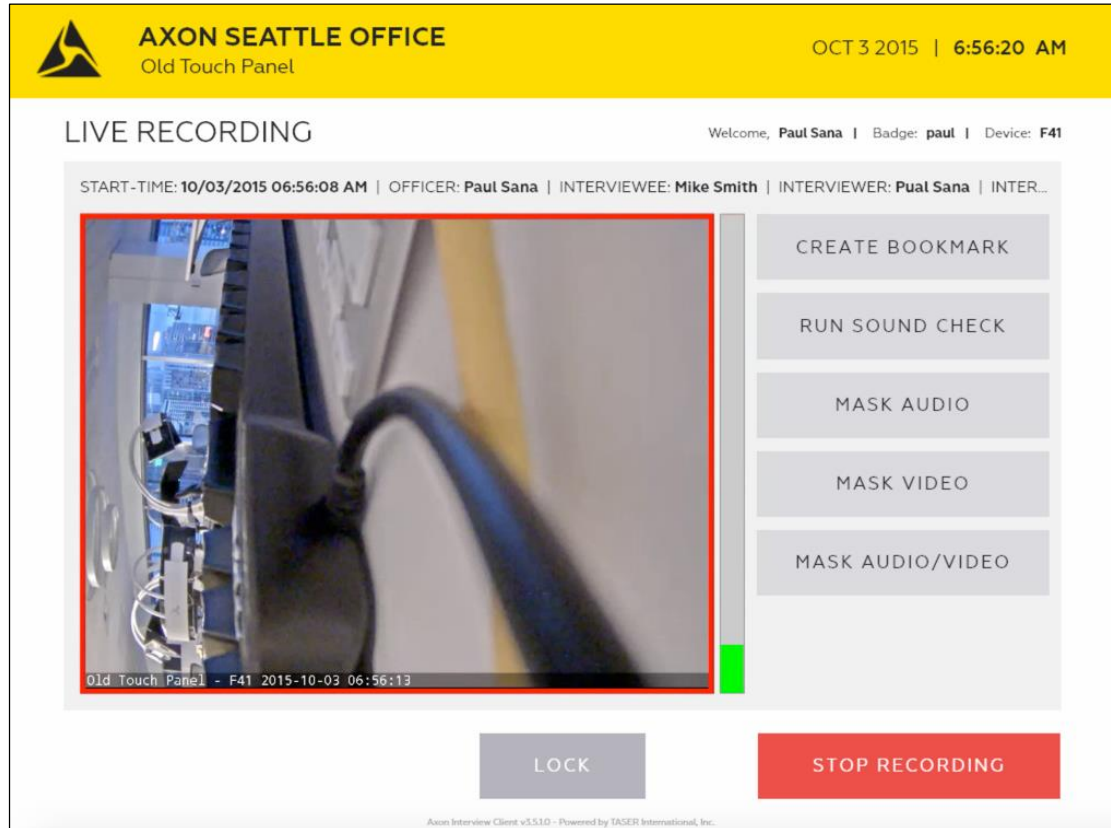 AXON SEATTLE OFFICE
Old Touch Panel
OCT 3 2015 | 6:56:20 AM
LIVE RECORDING
Welcome, Paul Sana | Badge: paul | Device: F41
START-TIME: 10/03/2015 06:56:08 AM | OFFICER: Paul Sana | INTERVIEWEE: Mike Smith | INTERVIEWER: Pual Sana | INTER...
CREATE BOOKMARK
RUN SOUND CHECK
MASK AUDIO
MASK VIDEO
MASK AUDIO/VIDEO
Old Touch Panel - F41 2015-10-03 06:56:13
LOCK
STOP RECORDING
Axon Interview Client v3.5.1.0 - Powered by TASER International, Inc.